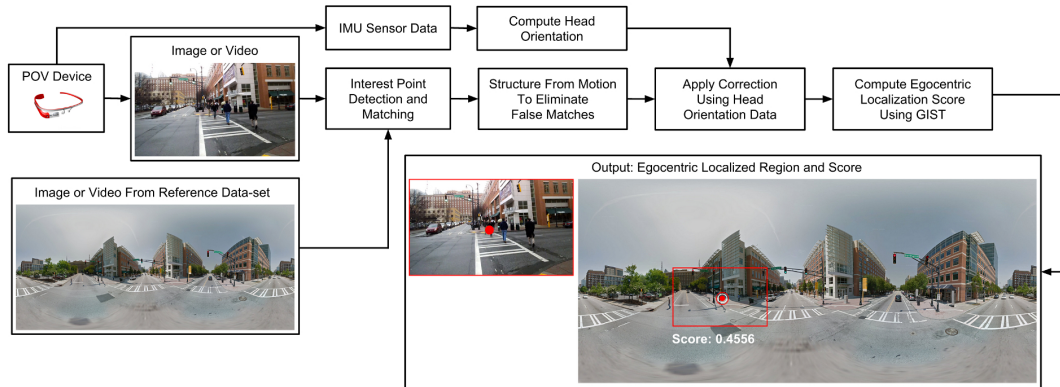 IMU Sensor Data
Compute Head
Orientation
Image or Video
POV Device
Interest Point
Detection and
Matching
Structure From Motion
To Eliminate
False Matches
Apply Correction
Using Head
Orientation Data
Compute Egocentric
Localization Score
Using GIST
Image or Video From Reference Data-set
Output: Egocentric Localized Region and Score
Score: 0.4556